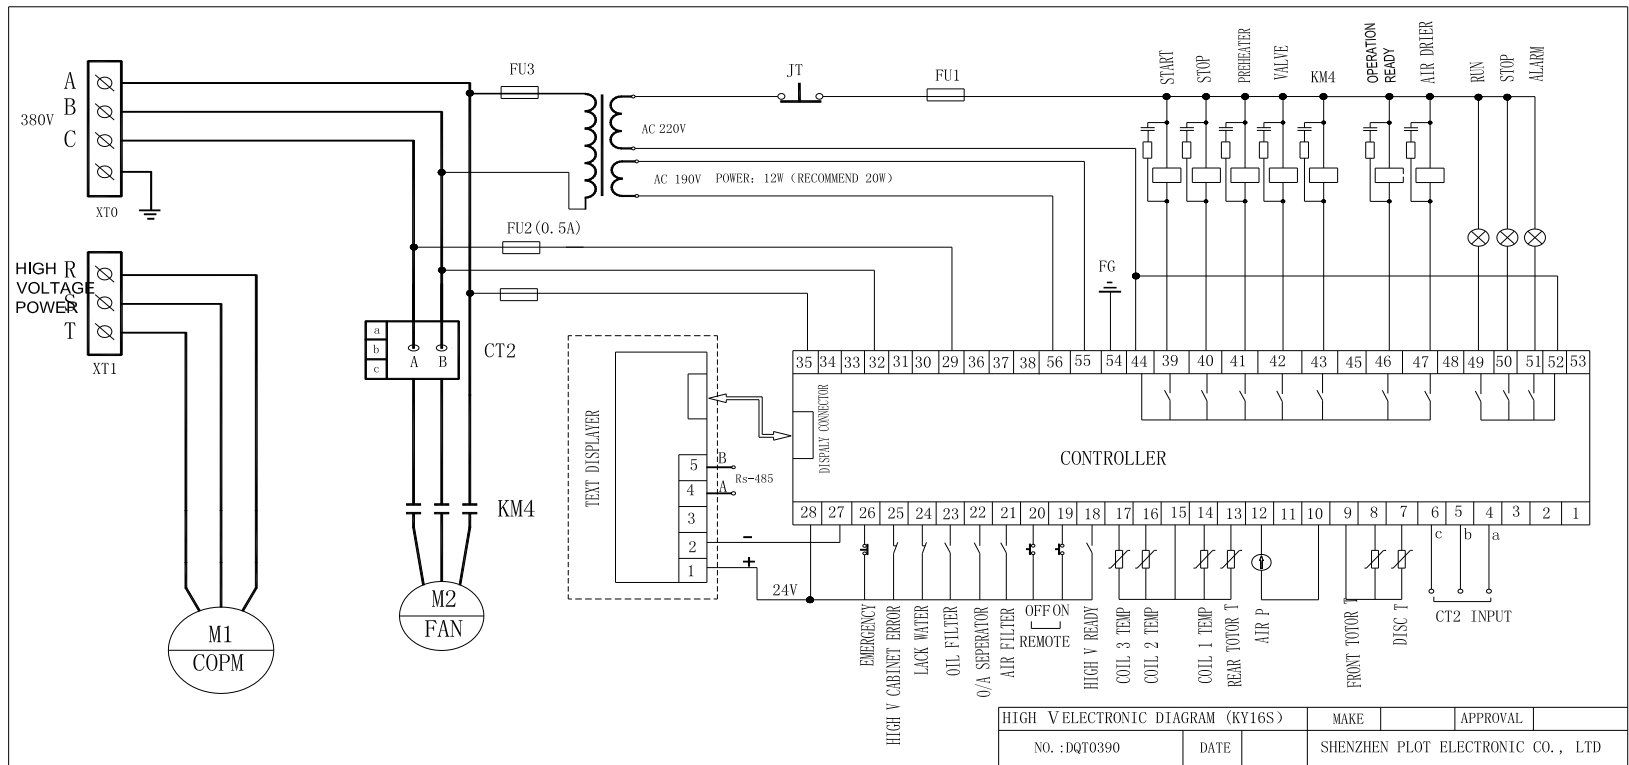 A
B
C
380V
XT0
HIGH
VOLTAGE
POWER
R
S
T
XT1
FU3
JT
FU1
AC 220V
AC 190V POWER: 12W (RECOMMEND 20W)
FU2(0.5A)
START
STOP
PREHEATER
VALVE
KM4
OPERATION
READY
AIR DRIER
RUN
STOP
ALARM
FG
a
b
c
A B
CT2
KM4
M1
COPM
M2
FAN
TEXT DISPLAYER
5
4
3
2
1
B
Rs-485
A
-
+
24V
35 34 33 32 31 30 29 36 37 38 56 55 54 44 39 40 41 42 43 45 46 47 48 49 50 51 52 53
DISPALY CONNECTOR
CONTROLLER
28 27 26 25 24 23 22 21 20 19 18 17 16 15 14 13 12 11 10 9 8 7 6 5 4 3 2 1
c b a
EMERGENCY
HIGH V CABINET ERROR
LACK WATER
OIL FILTER
O/A SEPERATOR
AIR FILTER
OFF ON
REMOTE
HIGH V READY
COIL 3 TEMP
COIL 2 TEMP
COIL 1 TEMP
REAR TOTOR T
AIR P
FRONT TOTOR T
DISC T
CT2 INPUT
HIGH V ELECTRONIC DIAGRAM (KY16S) MAKE APPROVAL
NO.:DQT0390 DATE SHENZHEN PLOT ELECTRONIC CO., LTD